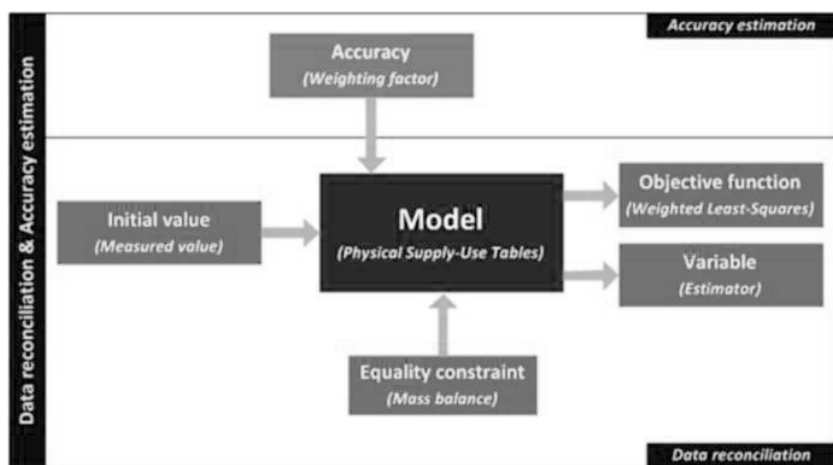 Data reconciliation & Accuracy estimation
Accuracy estimation
Accuracy
(Weighting factor)
Initial value
(Measured value)
Model
(Physical Supply-Use Tables)
Objective function
(Weighted Least-Squares)
Variable
(Estimator)
Equality constraint
(Mass balance)
Data reconciliation